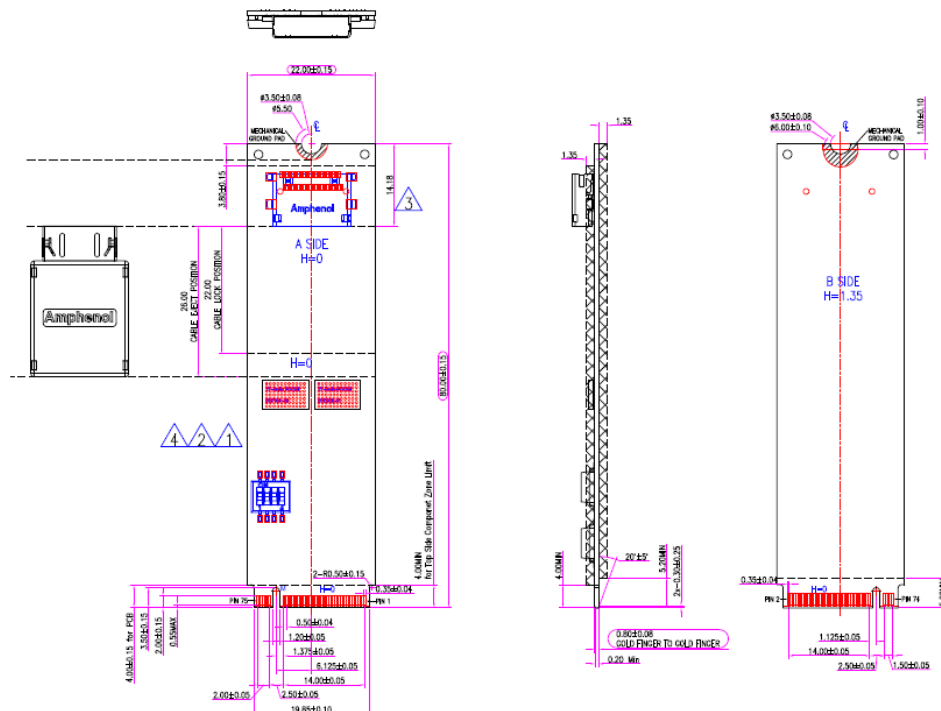 22.00±0.15
ø3.50±0.08
ø5.50
MECHANICAL
GROUND PAD
3.80±0.15
14.18
3
Amphenol
A SIDE
H=0
26.00
CABLE EJECT POSITION
22.00
CABLE LOCK POSITION
Amphenol
H=0
80.00±0.15
4
2
1
4.00MIN
for Top Side Componet Zone Limit
2-R0.50±0.15
H=0
0.35±0.04
PIN 75
PIN 1
4.00±0.15 for PCB
3.50±0.15
2.00±0.15
0.55MAX
0.50±0.04
1.20±0.05
1.375±0.05
6.125±0.05
14.00±0.05
2.00±0.05
2.50±0.05
19.85±0.10
1.35
1.35
4.00MIN
20°±5°
5.20MIN
2x-0.30±0.25
0.80±0.08
GOLD FINGER TO GOLD FINGER
0.20 Min
ø3.50±0.08
ø6.00±0.10
MECHANICAL
GROUND PAD
1.00±0.10
B SIDE
H=1.35
0.35±0.04
H=0
PIN 2
PIN 74
1.125±0.05
14.00±0.05
2.50±0.05
1.50±0.05